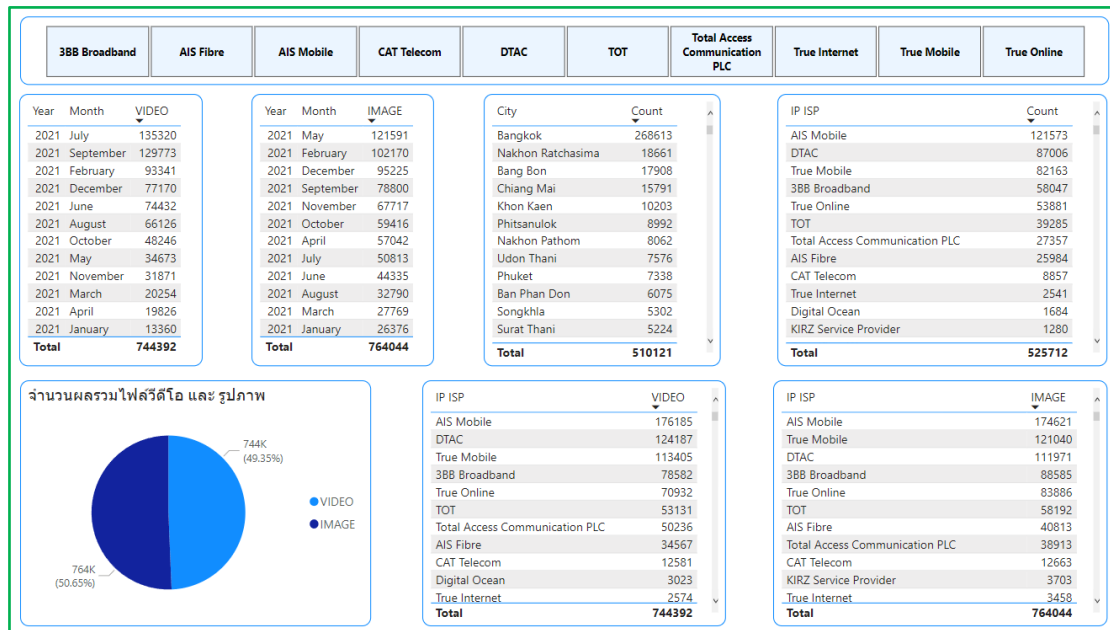 3BB Broadband
AIS Fibre
AIS Mobile
CAT Telecom
DTAC
TOT
Total Access
Communication
PLC
True Internet
True Mobile
True Online
Year Month VIDEO
2021 July 135320
2021 September 129773
2021 February 93341
2021 December 77170
2021 June 74432
2021 August 66126
2021 October 48246
2021 May 34673
2021 November 31871
2021 March 20254
2021 April 19826
2021 January 13360
Total 744392
Year Month IMAGE
2021 May 121591
2021 February 102170
2021 December 95225
2021 September 78800
2021 November 67717
2021 October 59416
2021 April 57042
2021 July 50813
2021 June 44335
2021 August 32790
2021 March 27769
2021 January 26376
Total 764044
City Count
Bangkok 268613
Nakhon Ratchasima 18661
Bang Bon 17908
Chiang Mai 15791
Khon Kaen 10203
Phitsanulok 8992
Nakhon Pathom 8062
Udon Thani 7576
Phuket 7338
Ban Phan Don 6075
Songkhla 5302
Surat Thani 5224
Total 510121
IP ISP Count
AIS Mobile 121573
DTAC 87006
True Mobile 82163
3BB Broadband 58047
True Online 53881
TOT 39285
Total Access Communication PLC 27357
AIS Fibre 25984
CAT Telecom 8857
True Internet 2541
Digital Ocean 1684
KIRZ Service Provider 1280
Total 525712
จำนวนผลรวมไฟล์วีดีโอ และ รูปภาพ
744K
(49.35%)
VIDEO
IMAGE
764K
(50.65%)
IP ISP VIDEO
AIS Mobile 176185
DTAC 124187
True Mobile 113405
3BB Broadband 78582
True Online 70932
TOT 53131
Total Access Communication PLC 50236
AIS Fibre 34567
CAT Telecom 12581
Digital Ocean 3023
True Internet 2574
Total 744392
IP ISP IMAGE
AIS Mobile 174621
True Mobile 121040
DTAC 111971
3BB Broadband 88585
True Online 83886
TOT 58192
AIS Fibre 40813
Total Access Communication PLC 38913
CAT Telecom 12663
KIRZ Service Provider 3703
True Internet 3458
Total 764044